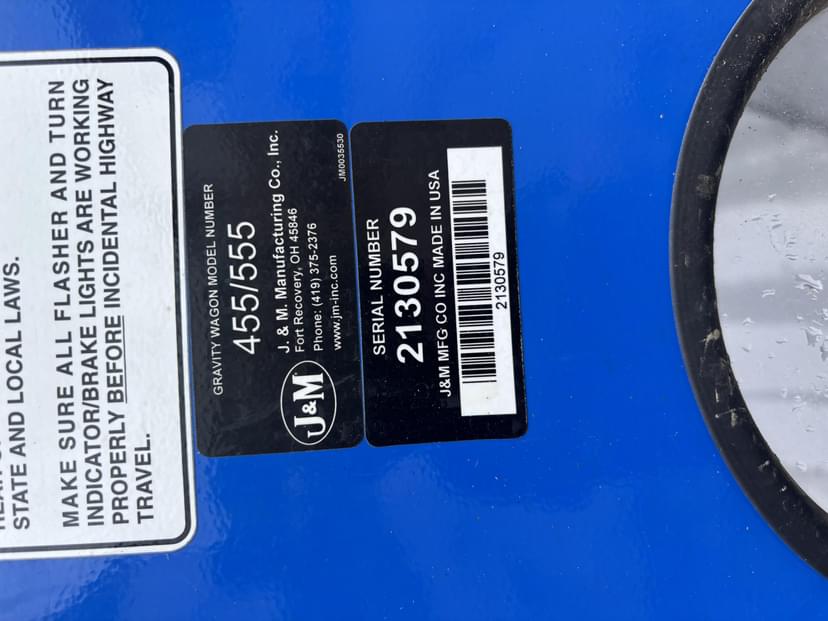 STATE AND LOCAL LAWS.
MAKE SURE ALL FLASHER AND TURN
INDICATOR/BRAKE LIGHTS ARE WORKING
PROPERLY BEFORE INCIDENTAL HIGHWAY
TRAVEL.
GRAVITY WAGON MODEL NUMBER
455/555
J&M
J. & M. Manufacturing Co., Inc.
Fort Recovery, OH 45846
Phone: (419) 375-2376
www.jm-inc.com
JM0035530
SERIAL NUMBER
2130579
J&M MFG CO INC MADE IN USA
2130579